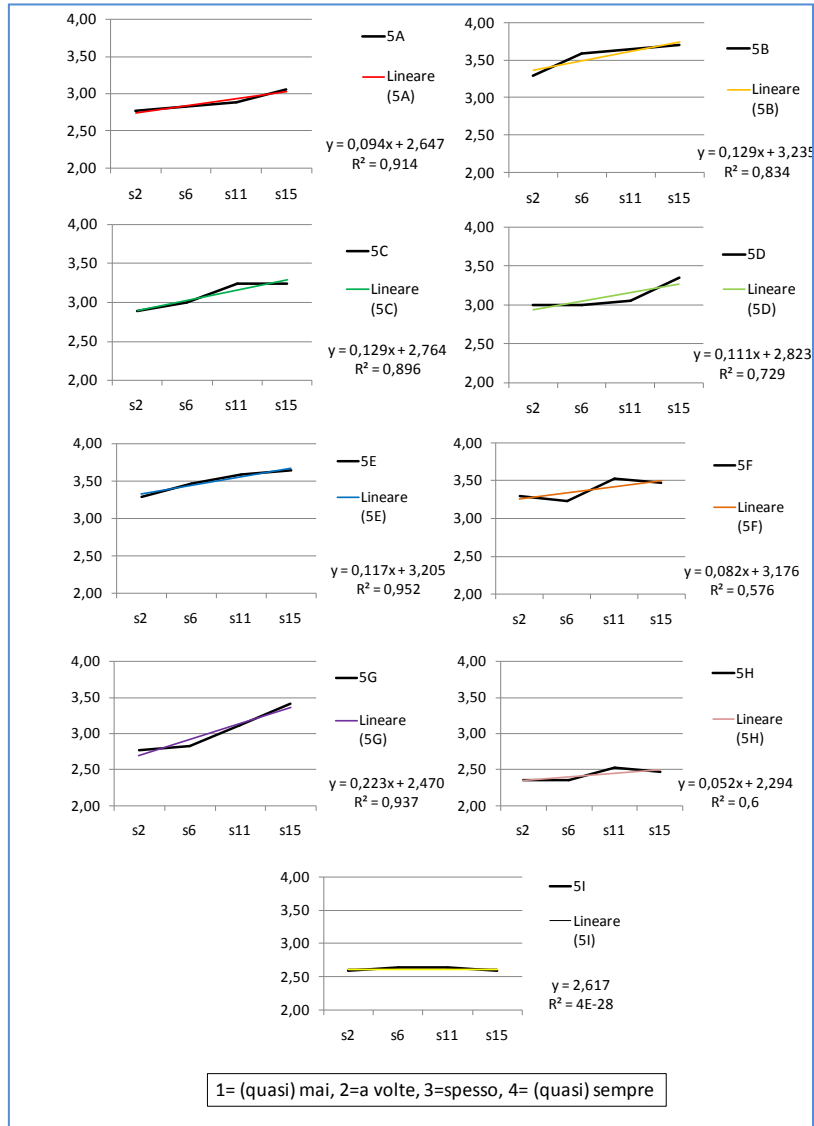 4,00
3,50
3,00
2,50
2,00
s2 s6 s11 s15
5A
Lineare
(5A)
y = 0,094x + 2,647
R² = 0,914
4,00
3,50
3,00
2,50
2,00
s2 s6 s11 s15
5B
Lineare
(5B)
y = 0,129x + 3,235
R² = 0,834
4,00
3,50
3,00
2,50
2,00
s2 s6 s11 s15
5C
Lineare
(5C)
y = 0,129x + 2,764
R² = 0,896
4,00
3,50
3,00
2,50
2,00
s2 s6 s11 s15
5D
Lineare
(5D)
y = 0,111x + 2,823
R² = 0,729
4,00
3,50
3,00
2,50
2,00
s2 s6 s11 s15
5E
Lineare
(5E)
y = 0,117x + 3,205
R² = 0,952
4,00
3,50
3,00
2,50
2,00
s2 s6 s11 s15
5F
Lineare
(5F)
y = 0,082x + 3,176
R² = 0,576
4,00
3,50
3,00
2,50
2,00
s2 s6 s11 s15
5G
Lineare
(5G)
y = 0,223x + 2,470
R² = 0,937
4,00
3,50
3,00
2,50
2,00
s2 s6 s11 s15
5H
Lineare
(5H)
y = 0,052x + 2,294
R² = 0,6
4,00
3,50
3,00
2,50
2,00
s2 s6 s11 s15
5I
Lineare
(5I)
y = 2,617
R² = 4E-28
1= (quasi) mai, 2=a volte, 3=spesso, 4= (quasi) sempre